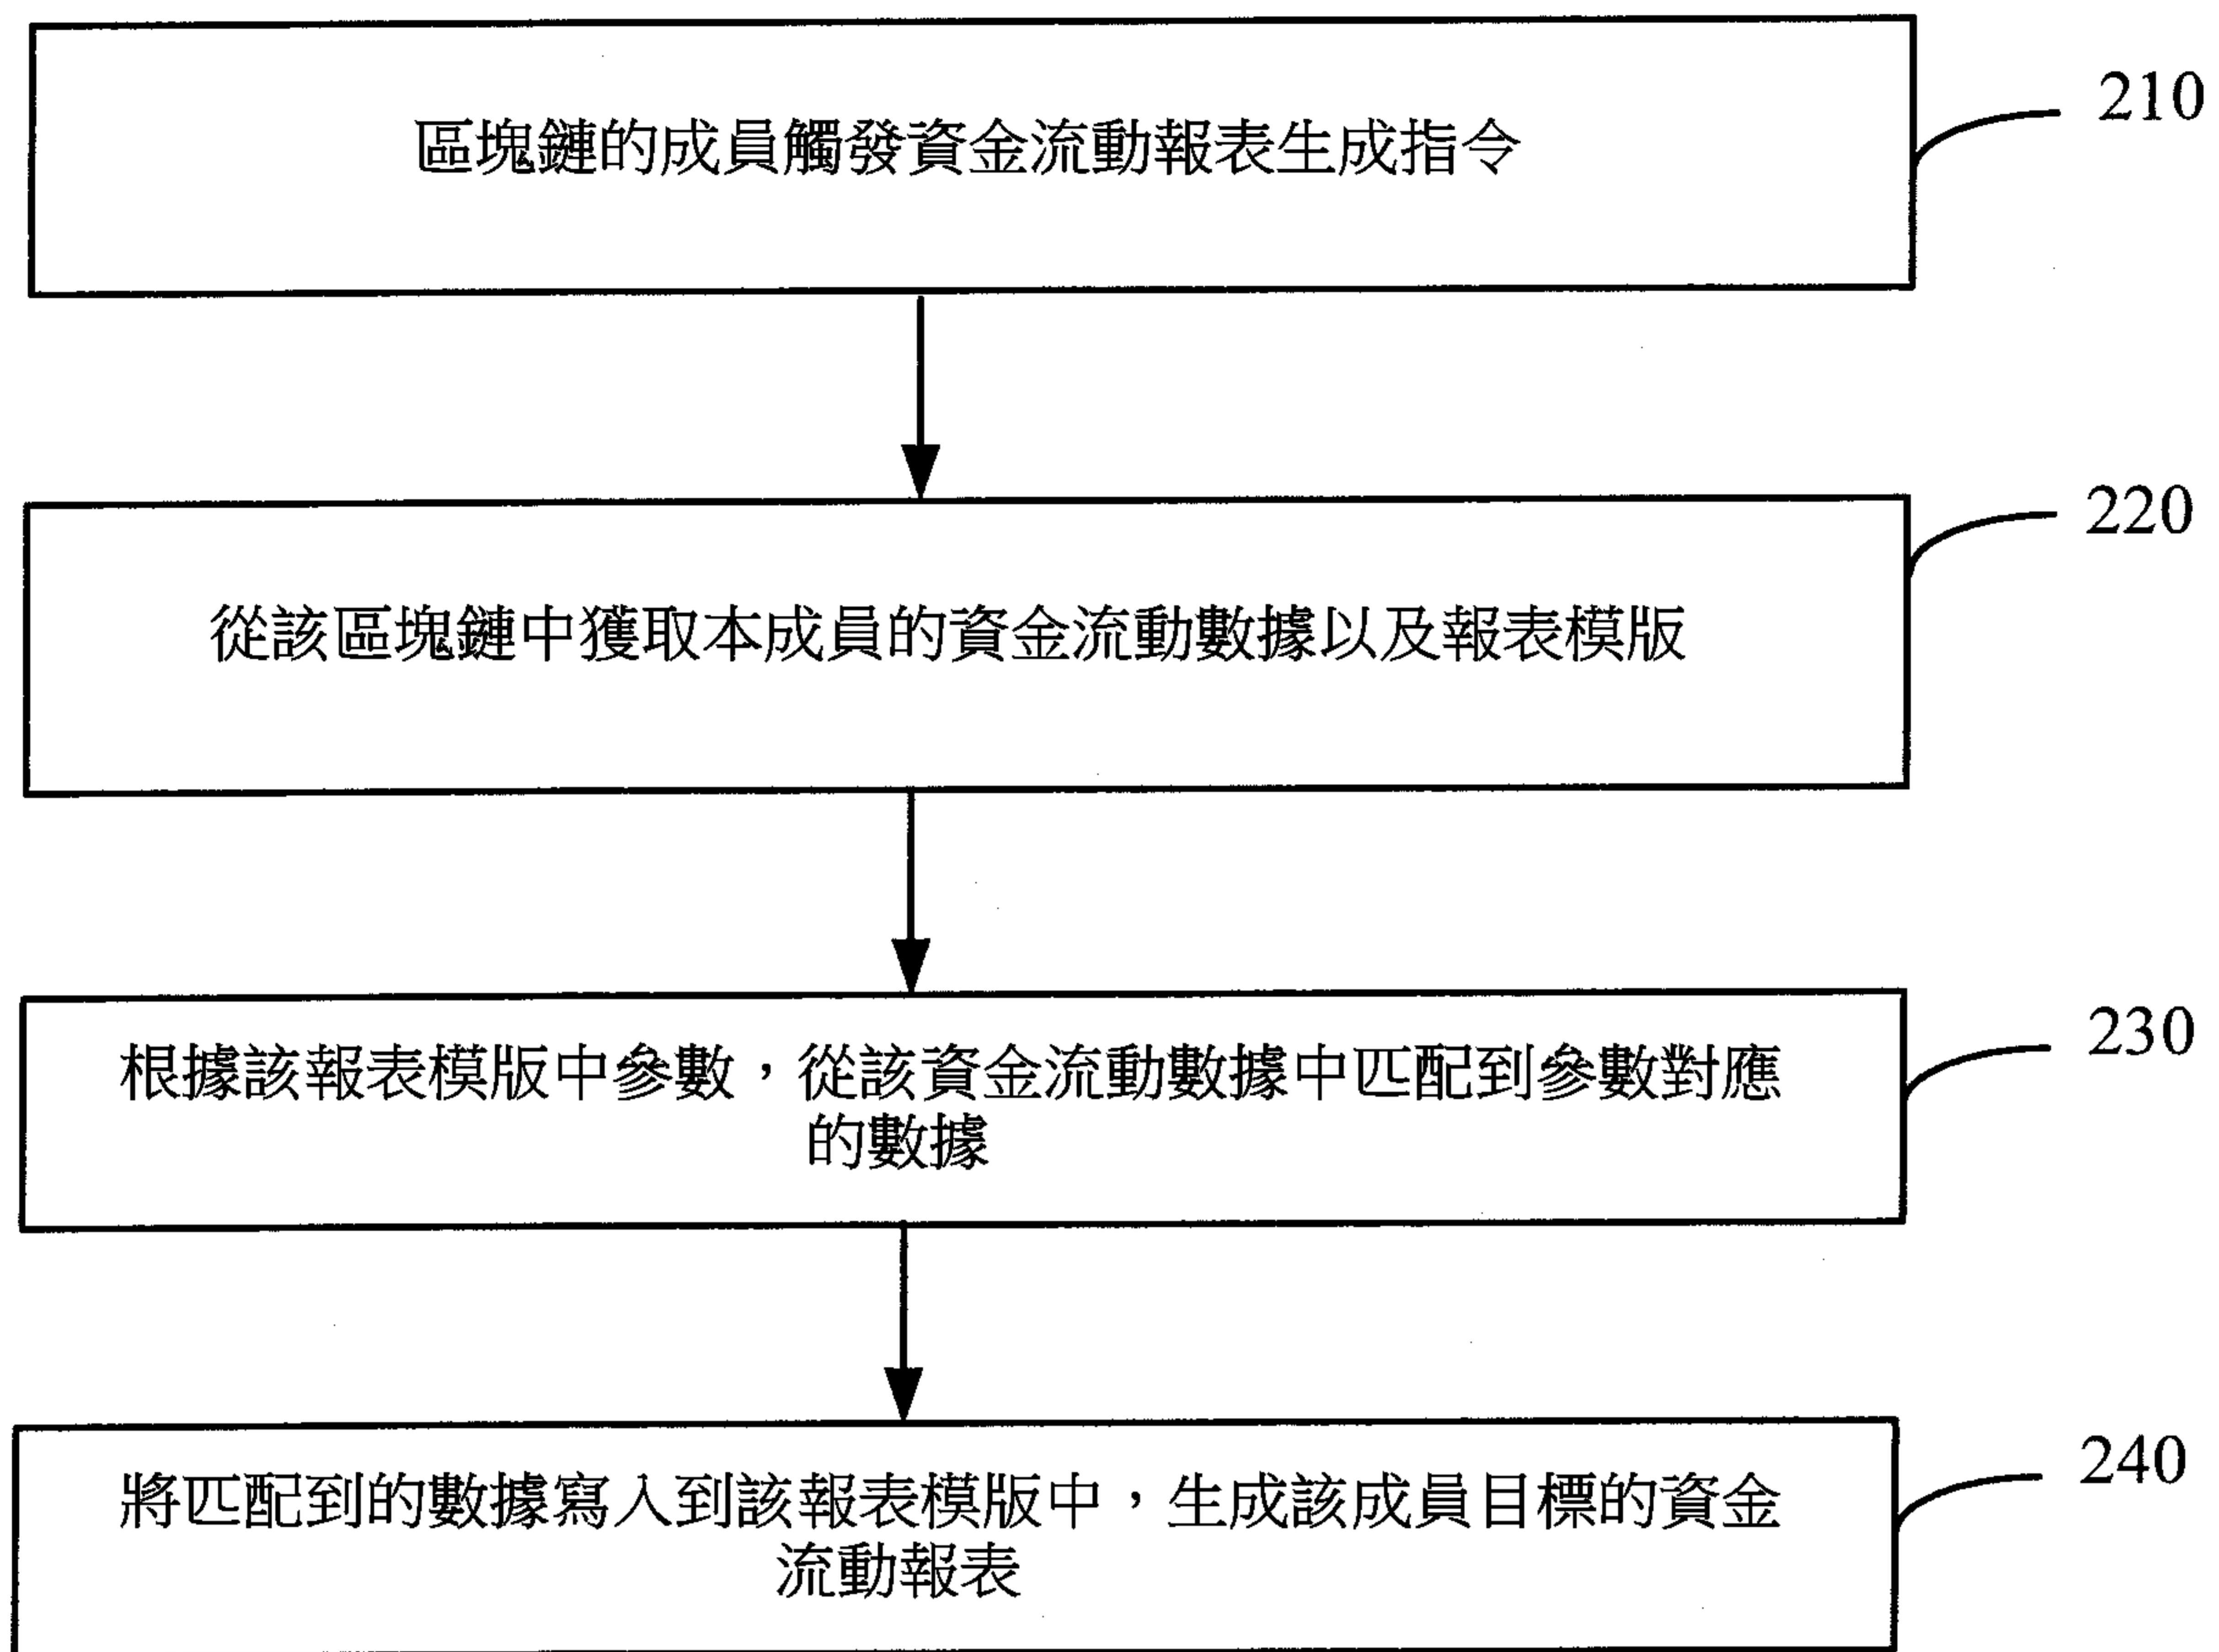 區塊鏈的成員觸發資金流動報表生成指令
210
從該區塊鏈中獲取本成員的資金流動數據以及報表模版
220
根據該報表模版中參數，從該資金流動數據中匹配到參數對應
的數據
230
將匹配到的數據寫入到該報表模版中，生成該成員目標的資金
流動報表
240